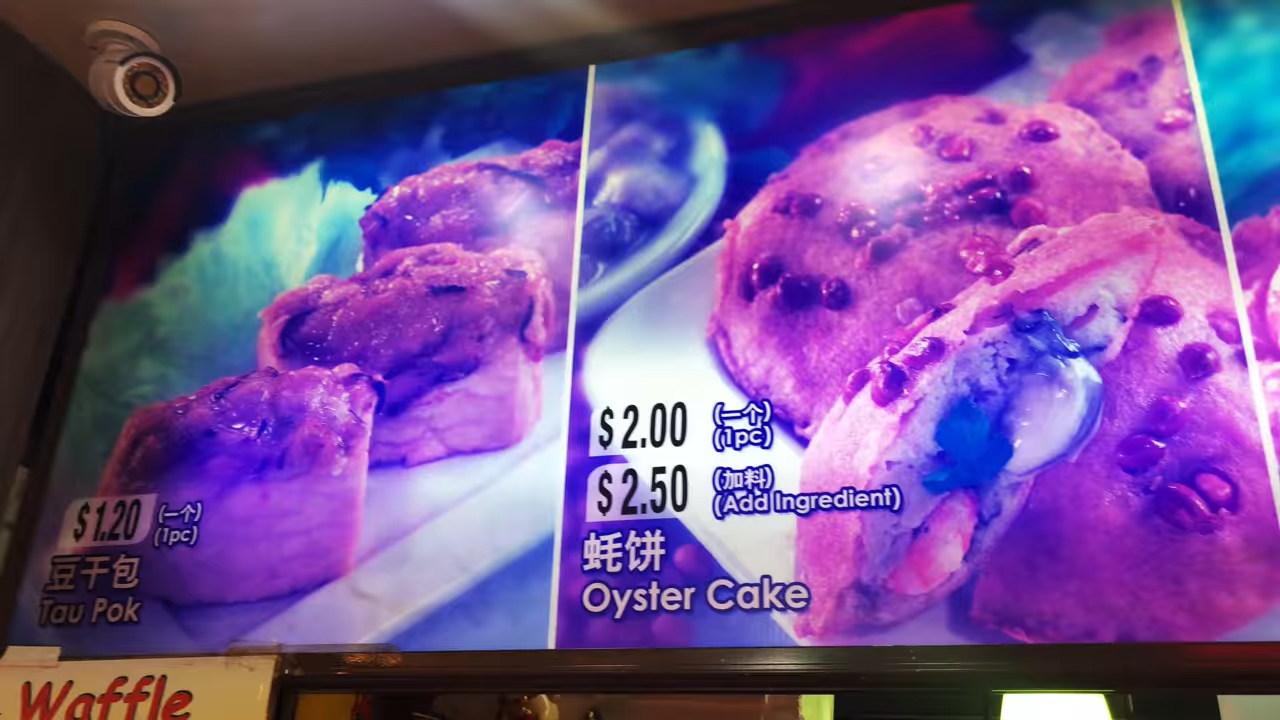 $1.20 (一个)
(1pc)
豆干包
Tau Pok
$2.00 (一个)
(1pc)
$2.50 (加料)
(Add Ingredient)
蚝饼
Oyster Cake
Waffle